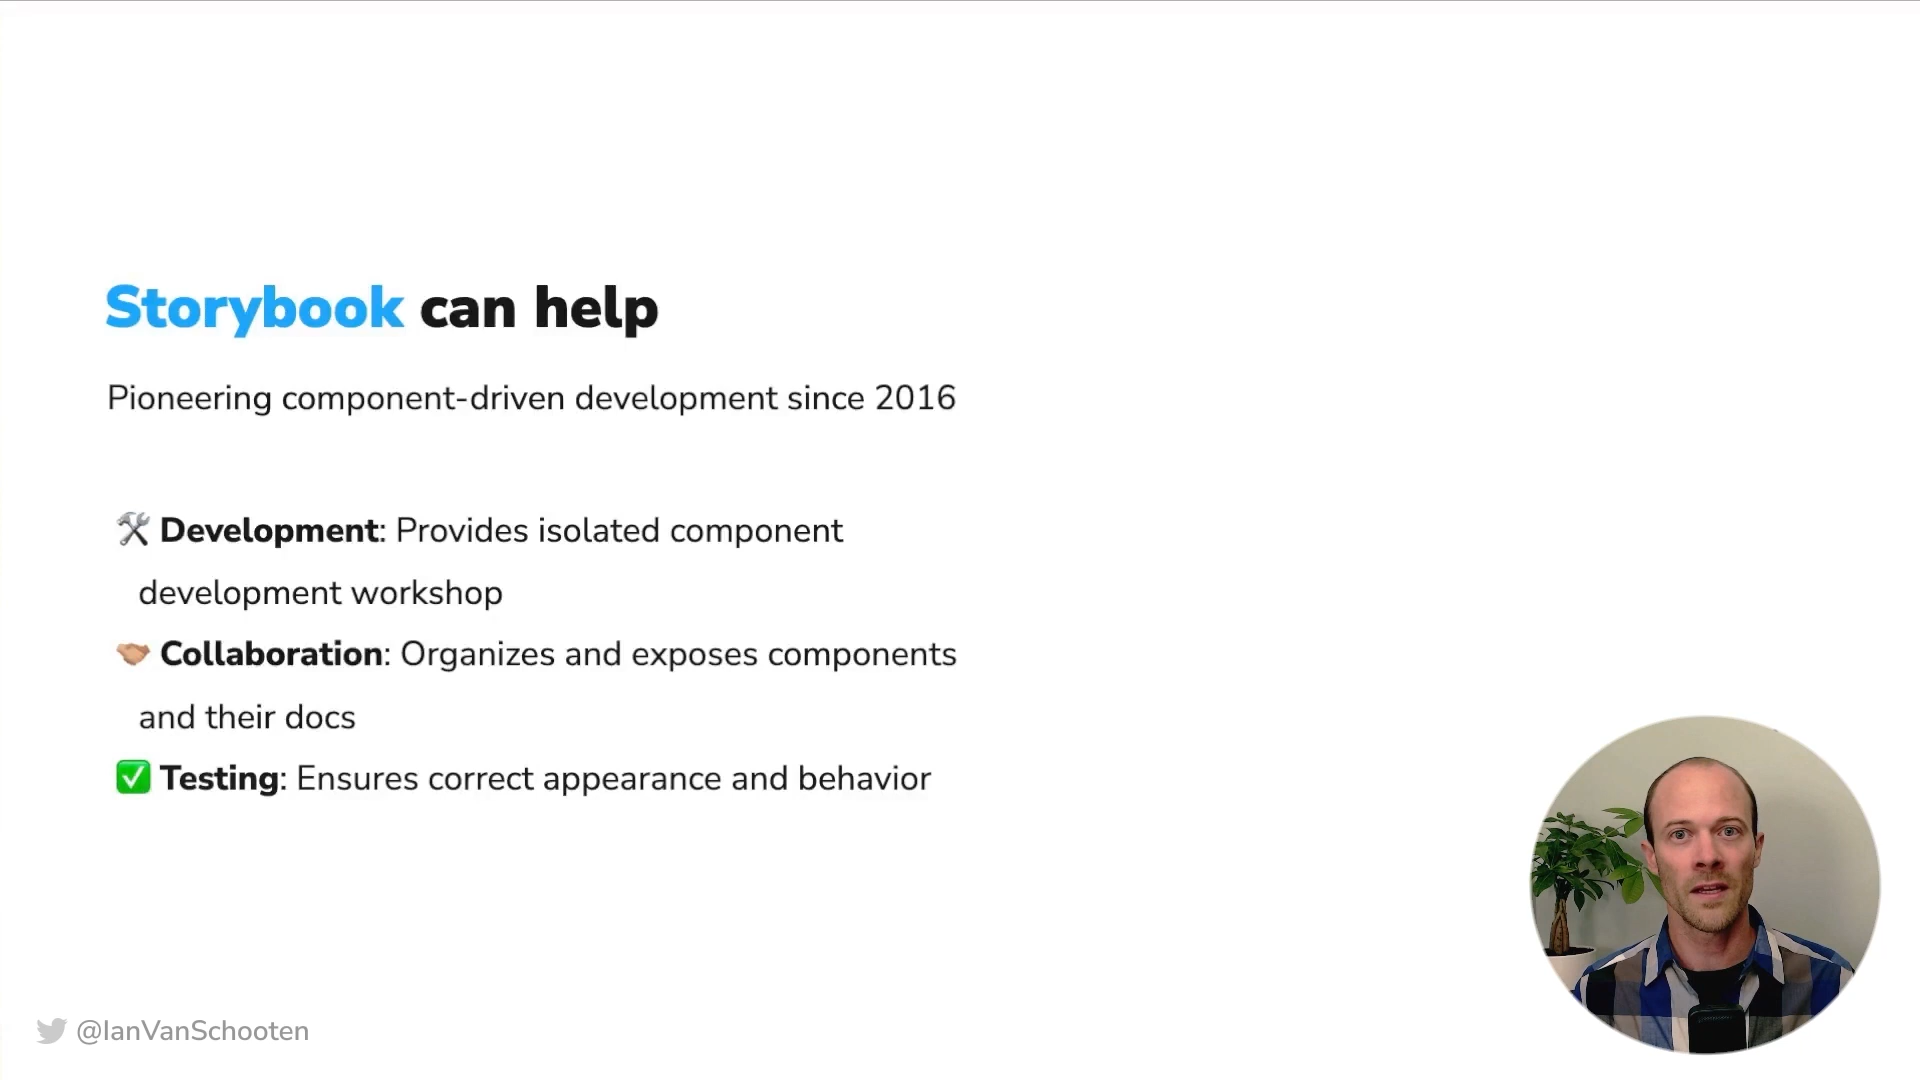 Storybook can help
Pioneering component-driven development since 2016
🛠 Development: Provides isolated component
development workshop
🤝 Collaboration: Organizes and exposes components
and their docs
✅ Testing: Ensures correct appearance and behavior
@IanVanSchooten